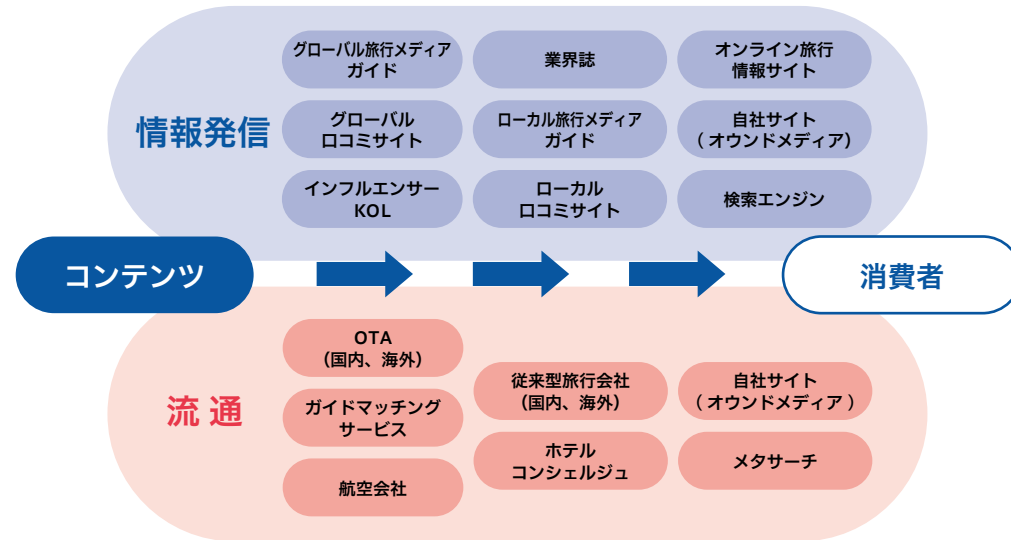 グローバル旅行メディア
ガイド
業界誌
オンライン旅行
情報サイト
情報発信
グローバル
口コミサイト
ローカル旅行メディア
ガイド
自社サイト
( オウンドメディア)
インフルエンサー
KOL
ローカル
口コミサイト
検索エンジン
コンテンツ
消費者
流 通
OTA
（国内、海外）
ガイドマッチング
サービス
航空会社
従来型旅行会社
（国内、海外）
ホテル
コンシェルジュ
自社サイト
( オウンドメディア )
メタサーチ